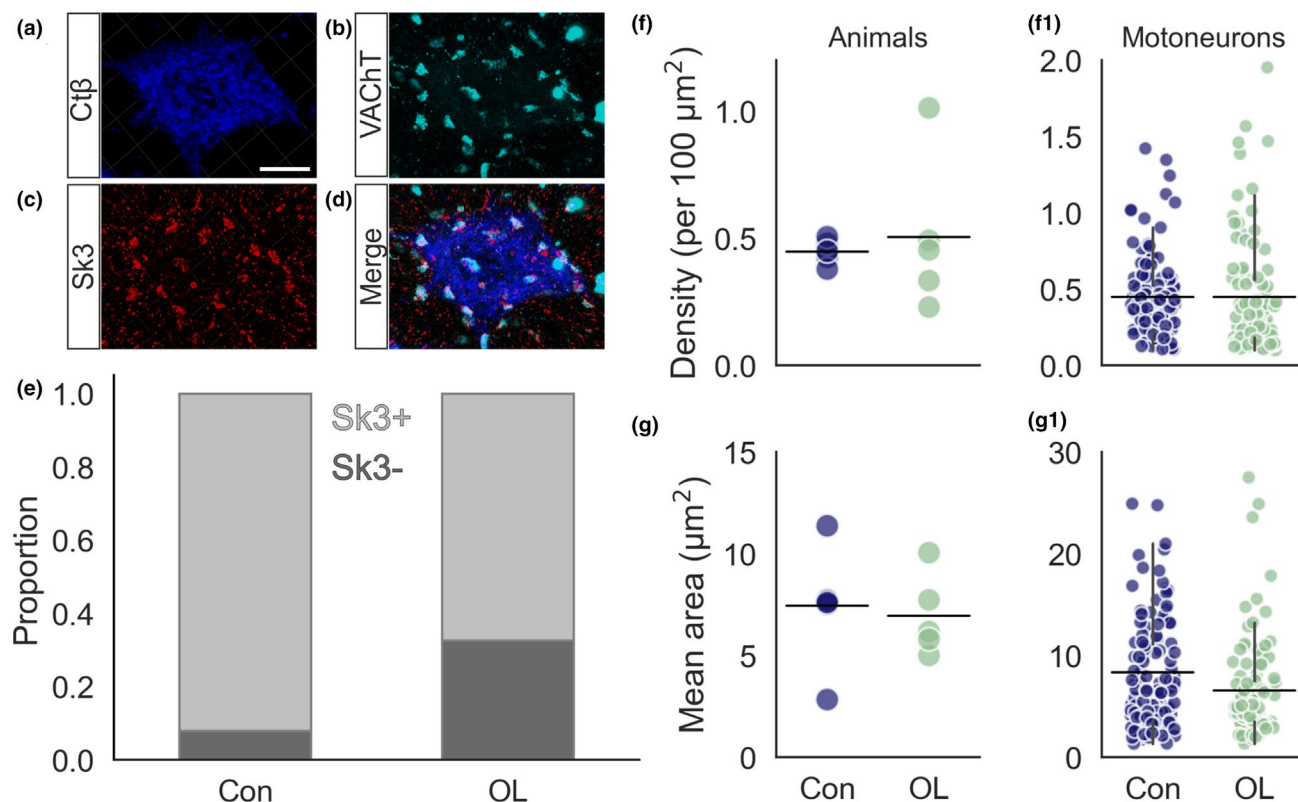 (a)
Ctβ
(b)
VAChT
(c)
Sk3
(d)
Merge
(e)
Proportion
1.0
0.8
0.6
0.4
0.2
0.0
Sk3+
Sk3-
Con
OL
(f)
Animals
Density (per 100 µm²)
1.0
0.5
0.0
(f1)
Motoneurons
2.0
1.5
1.0
0.5
0.0
(g)
Mean area (µm²)
15
10
5
0
Con
OL
(g1)
30
20
10
0
Con
OL